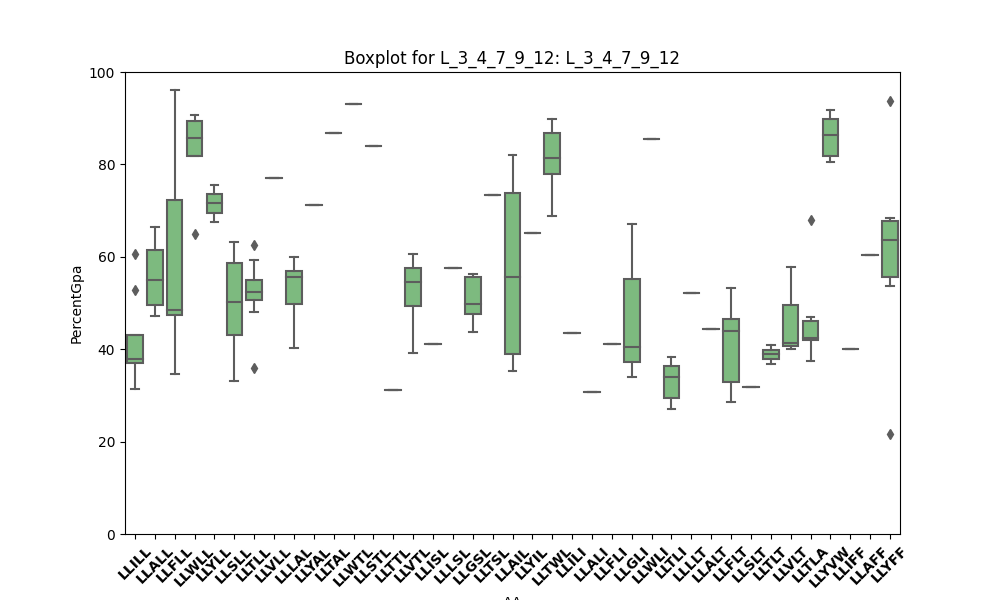 Boxplot for L_3_4_7_9_12: L_3_4_7_9_12
PercentGpa
100
80
60
40
20
0
LLILL
LLALL
LLFLL
LLWLL
LLYLL
LLSLL
LLTLL
LLVLL
LLLAL
LLYAL
LLTAL
LLWTL
LLSTL
LLTTL
LLVTL
LLISL
LLLSL
LLGSL
LLTSL
LLAIL
LLYIL
LLTWL
LLILI
LLALI
LLFLI
LLGLI
LLWLI
LLTLI
LLLLT
LLALT
LLFLT
LLSLT
LLTLT
LLVLT
LLTLA
LLYVW
LLIFF
LLAFF
LLYFF